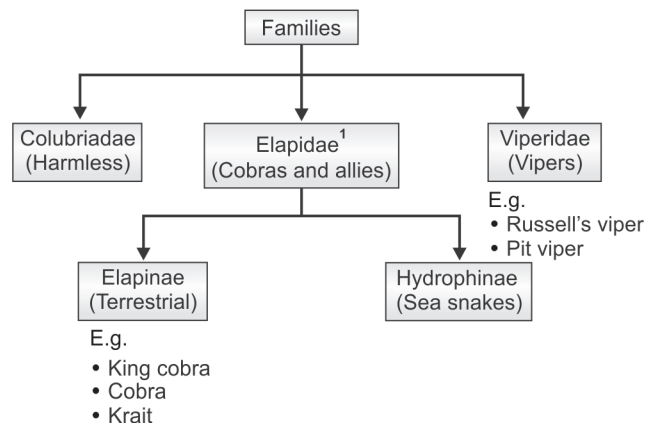 Families
Colubriadae
(Harmless)
Elapidae¹
(Cobras and allies)
Viperidae
(Vipers)
E.g.
• Russell’s viper
• Pit viper
Elapinae
(Terrestrial)
E.g.
• King cobra
• Cobra
• Krait
Hydrophinae
(Sea snakes)